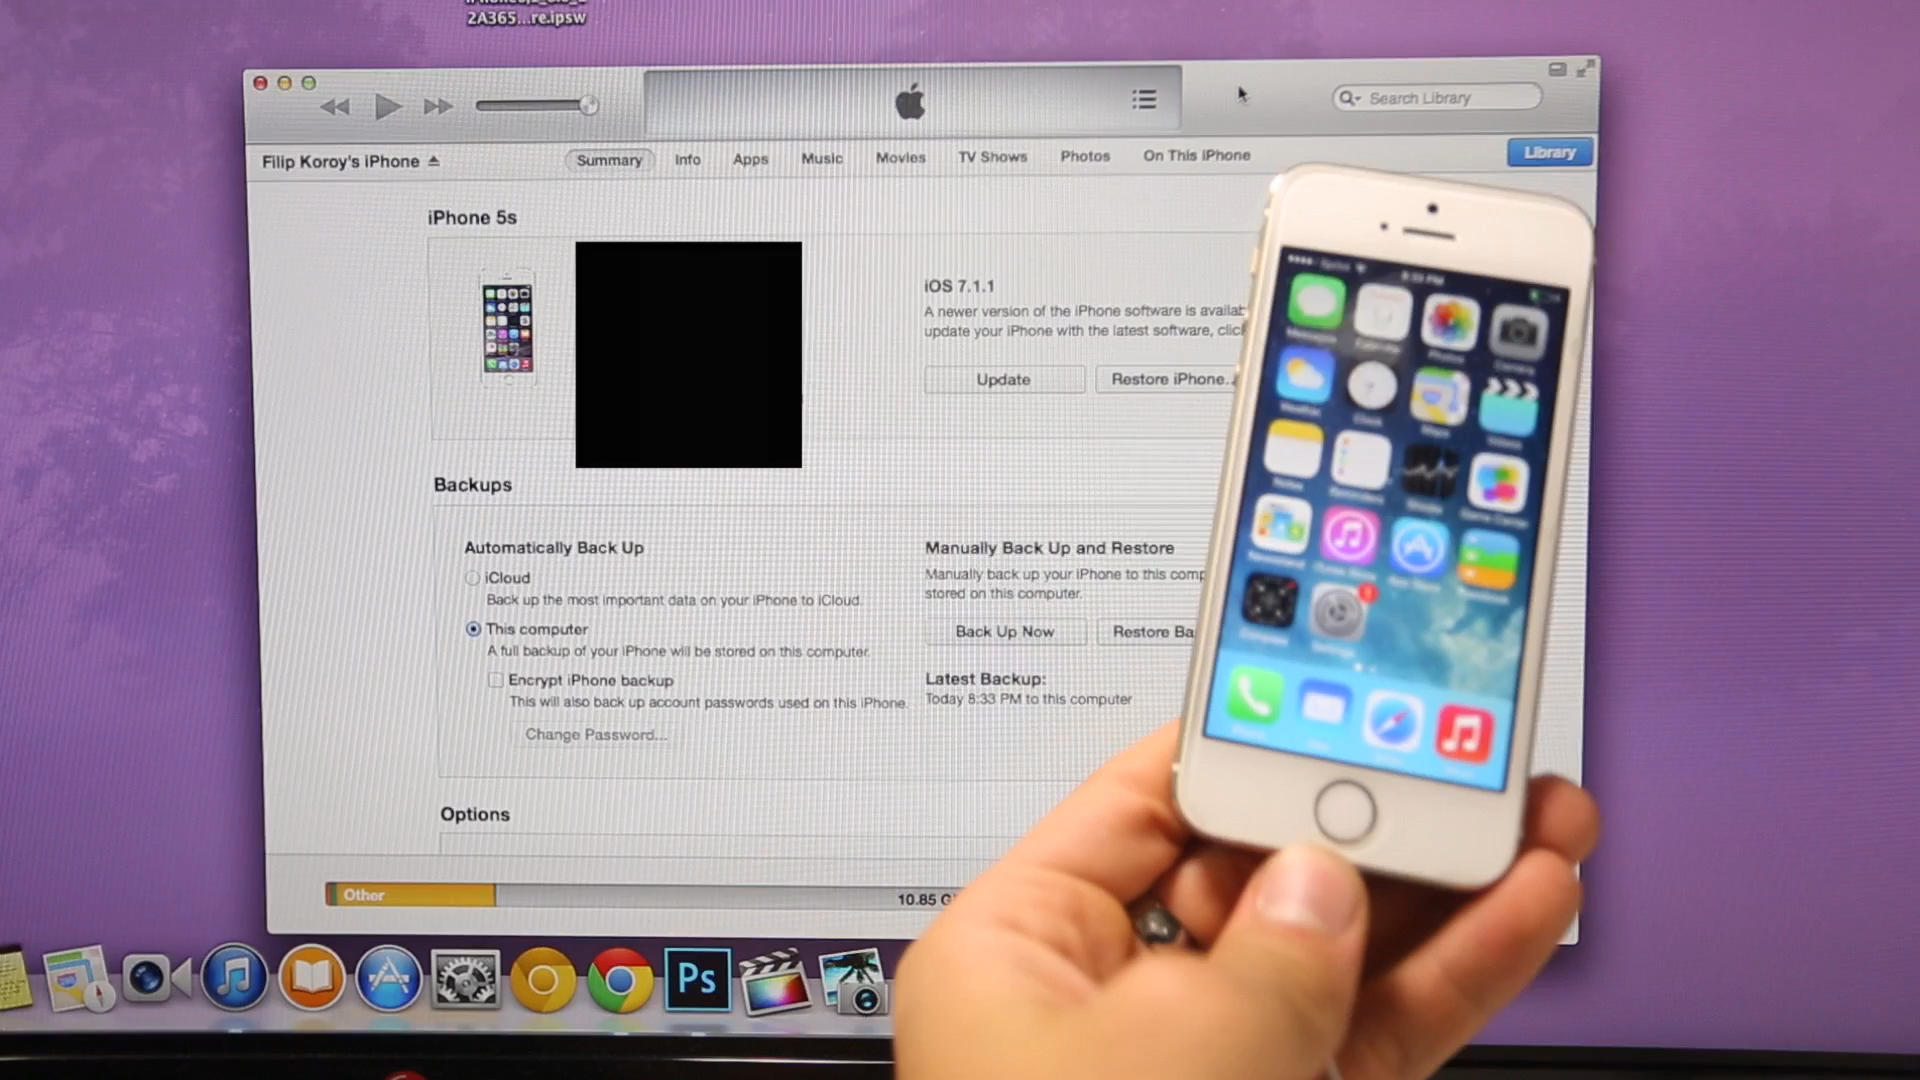 2A365...re.ipsw
Search Library
Filip Koroy's iPhone
Summary
Info
Apps
Music
Movies
TV Shows
Photos
On This iPhone
Library
iPhone 5s
iOS 7.1.1
A newer version of the iPhone software is availab
update your iPhone with the latest software, click
Update
Restore iPhone..
Backups
Automatically Back Up
iCloud
Back up the most important data on your iPhone to iCloud.
This computer
A full backup of your iPhone will be stored on this computer.
Encrypt iPhone backup
This will also back up account passwords used on this iPhone.
Change Password...
Manually Back Up and Restore
Manually back up your iPhone to this comp
stored on this computer.
Back Up Now
Restore Ba
Latest Backup:
Today 8:33 PM to this computer
Options
Other
10.85 G
Ps